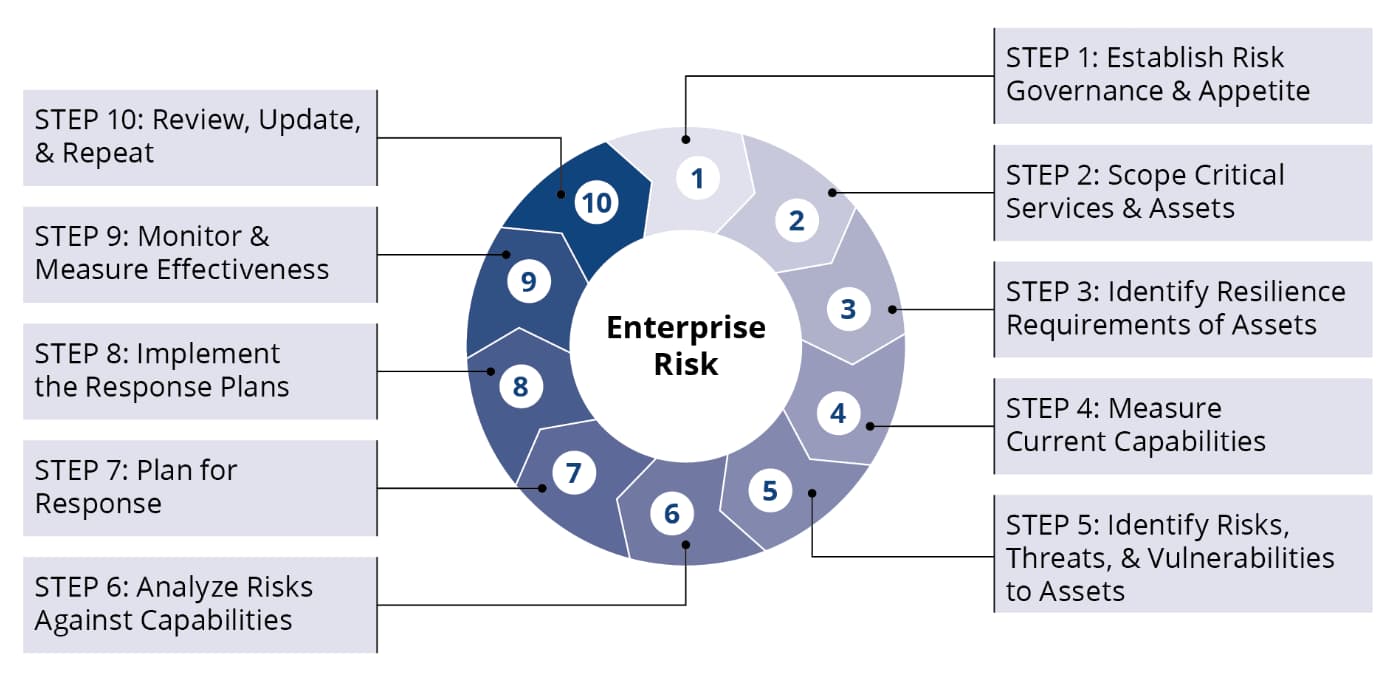 STEP 1: Establish Risk
Governance & Appetite
STEP 2: Scope Critical
Services & Assets
STEP 3: Identify Resilience
Requirements of Assets
STEP 4: Measure
Current Capabilities
STEP 5: Identify Risks,
Threats, & Vulnerabilities
to Assets
STEP 6: Analyze Risks
Against Capabilities
STEP 7: Plan for
Response
STEP 8: Implement
the Response Plans
STEP 9: Monitor &
Measure Effectiveness
STEP 10: Review, Update,
& Repeat
Enterprise
Risk
1
2
3
4
5
6
7
8
9
10